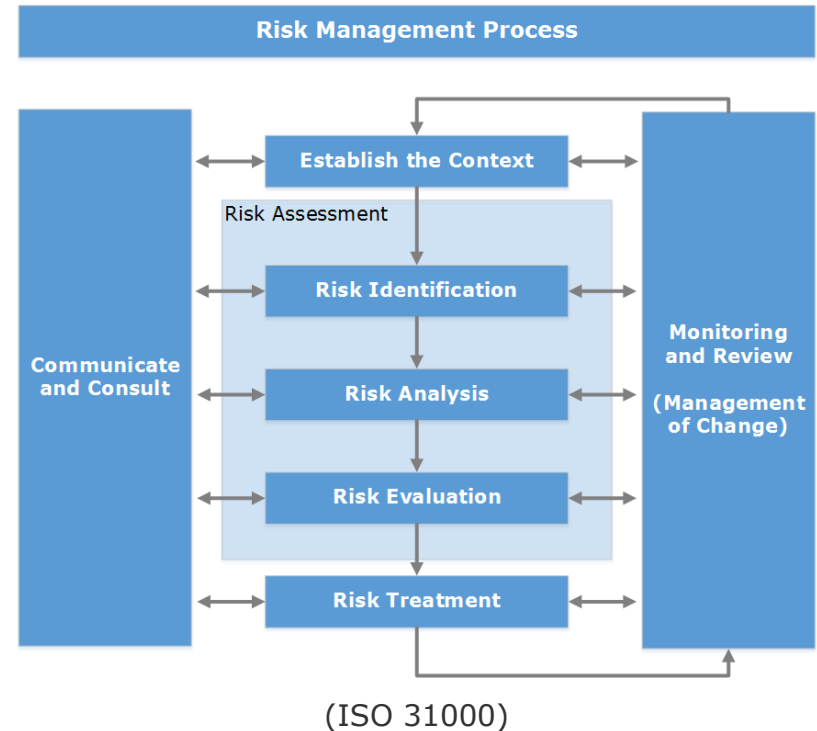 Risk Management Process
Establish the Context
Risk Assessment
Risk Identification
Communicate
and Consult
Risk Analysis
Risk Evaluation
Risk Treatment
Monitoring
and Review
(Management
of Change)
(ISO 31000)